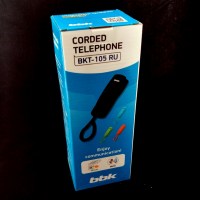 CORDED
TELEPHONE
BKT-105 RU
Enjoy
communication!
bbk